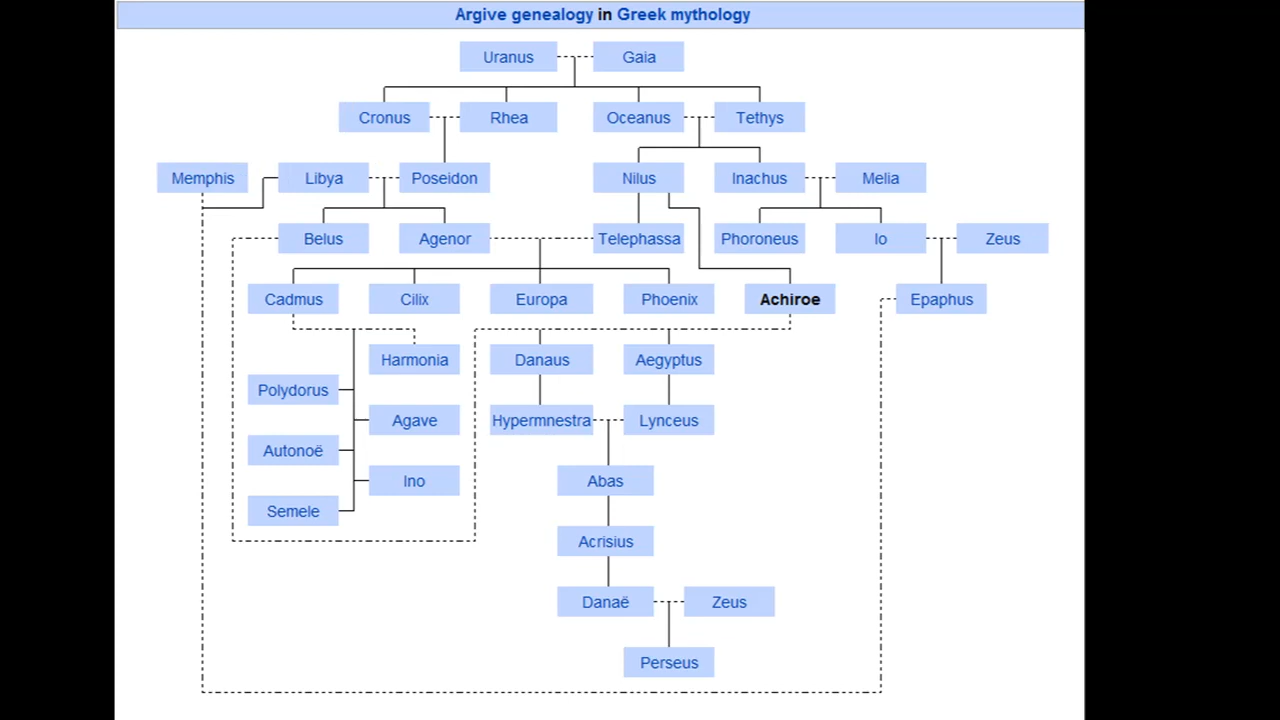 Argive genealogy in Greek mythology
Uranus Gaia
Cronus Rhea Oceanus Tethys
Memphis Libya Poseidon Nilus Inachus Melia
Belus Agenor Telephassa Phoroneus Io Zeus
Cadmus Cilix Europa Phoenix Achiroe Epaphus
Harmonia Danaus Aegyptus
Polydorus
Agave Hypermnestra Lynceus
Autonoë
Ino Abas
Semele
Acrisius
Danaë Zeus
Perseus